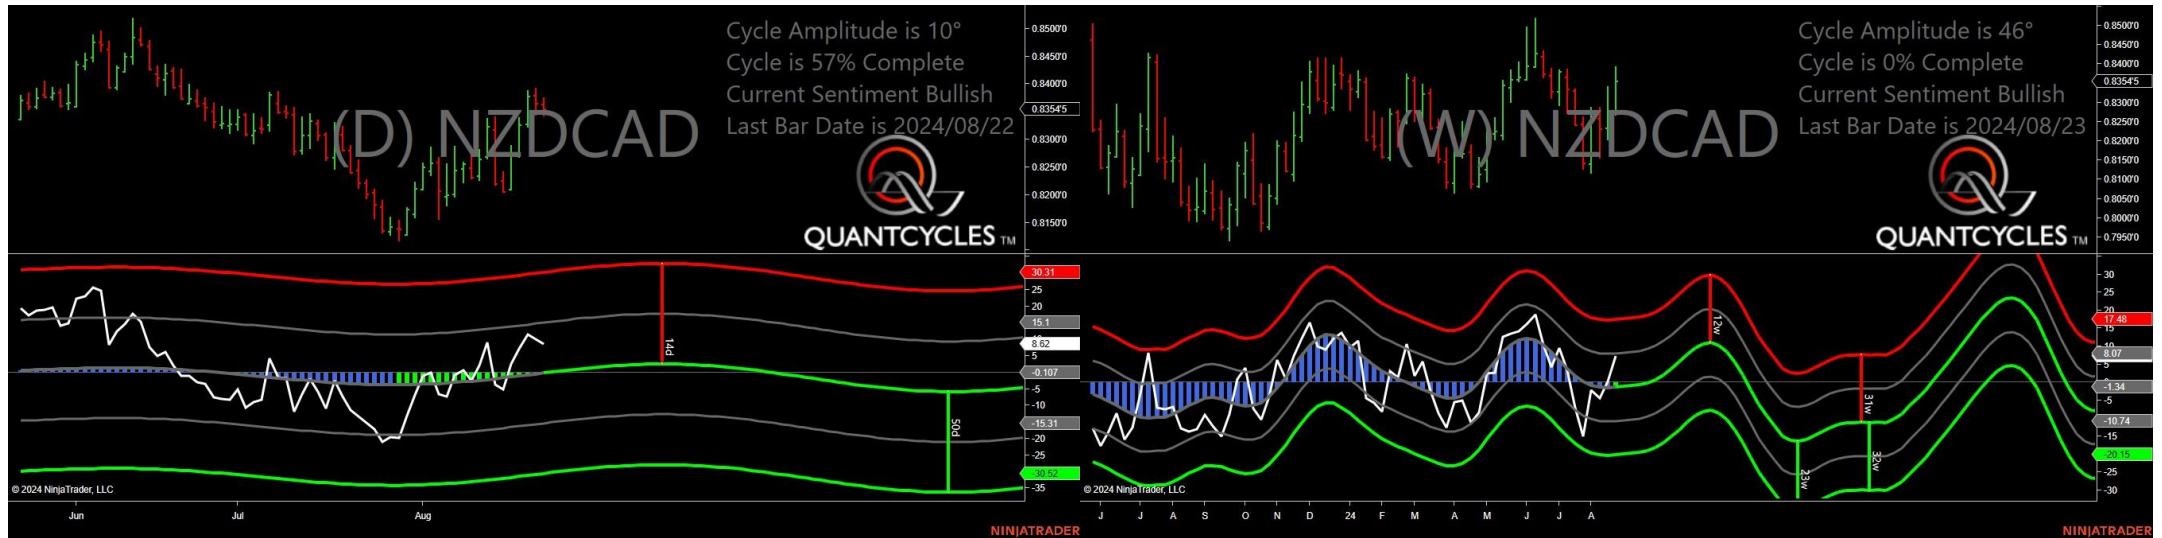 Cycle Amplitude is 10°
Cycle is 57% Complete
Current Sentiment Bullish
Last Bar Date is 2024/08/22
(D) NZDCAD
QUANTCYCLES TM
0.8500'0
0.8450'0
0.8400'0
0.8354'5
0.8300'0
0.8250'0
0.8200'0
0.8150'0
30.31
25
20
15.1
8.62
5
-0.107
-5
-10
-15.31
-20
-25
-30.52
-35
14d
50d
© 2024 NinjaTrader, LLC
Jun Jul Aug
NINJATRADER
Cycle Amplitude is 46°
Cycle is 0% Complete
Current Sentiment Bullish
Last Bar Date is 2024/08/23
(W) NZDCAD
QUANTCYCLES TM
0.8500'0
0.8450'0
0.8400'0
0.8354'5
0.8300'0
0.8250'0
0.8200'0
0.8150'0
0.8100'0
0.8050'0
0.8000'0
0.7950'0
30
25
20
17.48
15
8.07
-1.34
-5
-10.74
-15
-20.15
-25
-30
12w
31w
23w
32w
© 2024 NinjaTrader, LLC
J J A S O N D 24 F M A M J J A
NINJATRADER